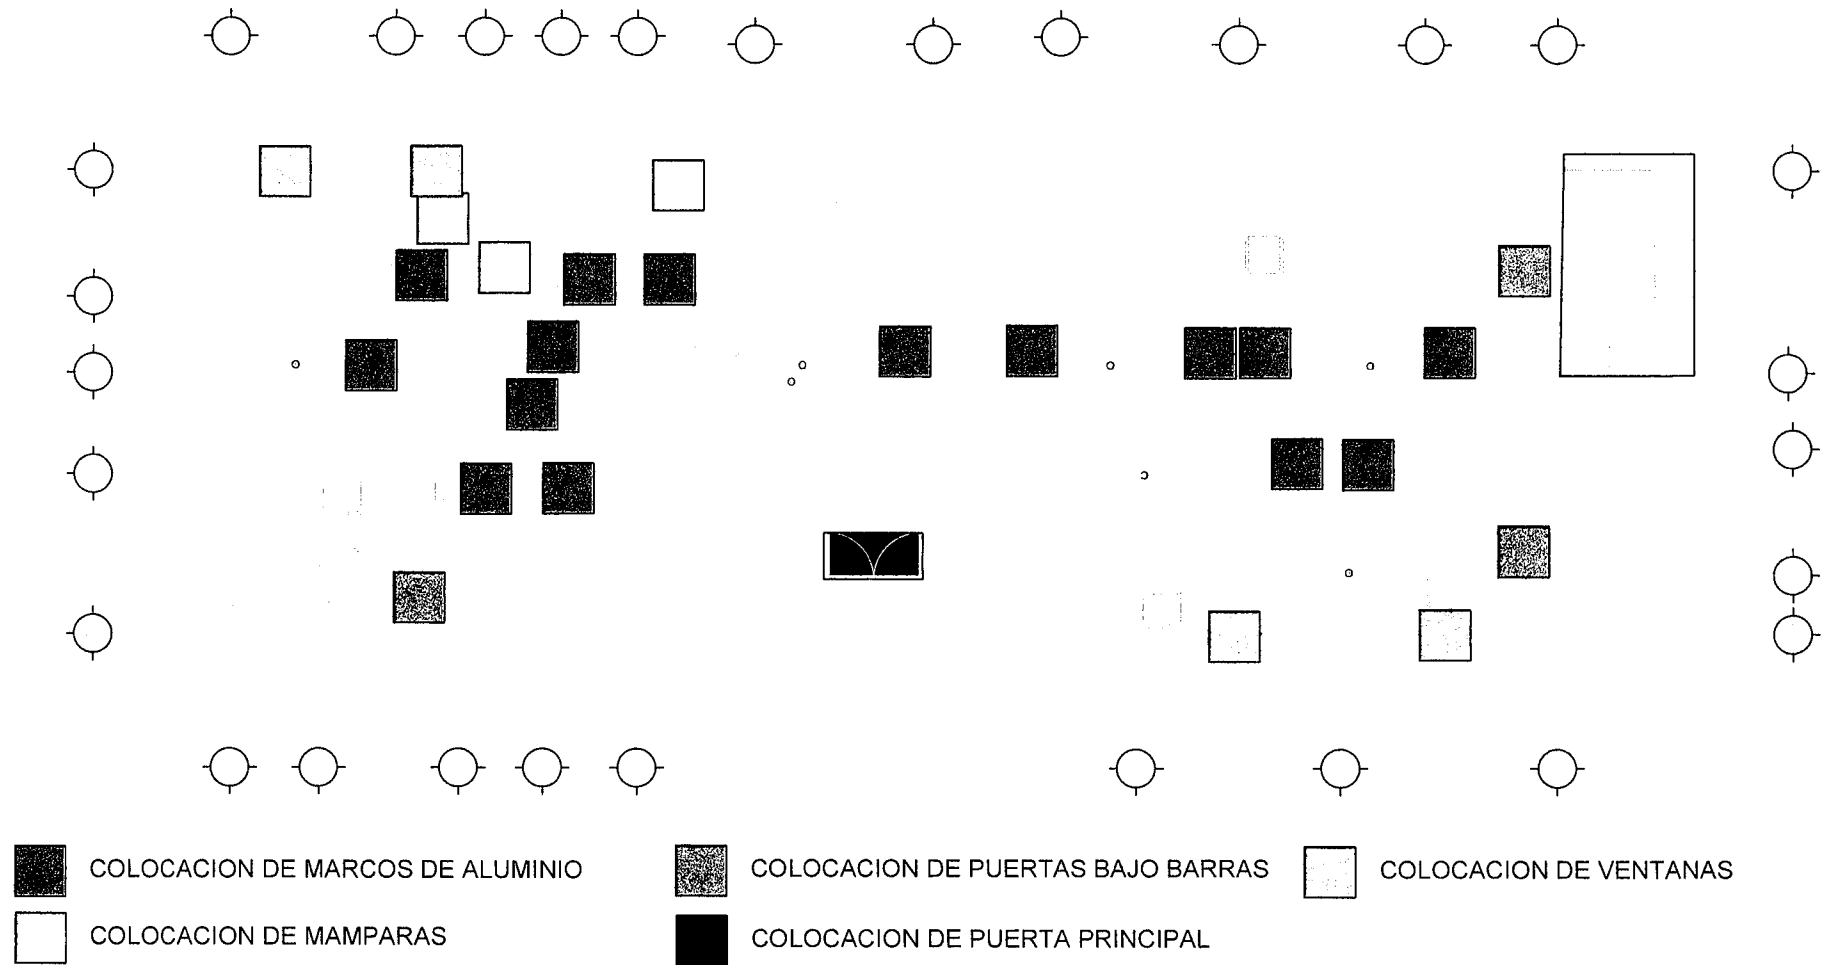 COLOCACION DE MARCOS DE ALUMINIO
COLOCACION DE PUERTAS BAJO BARRAS
COLOCACION DE VENTANAS
COLOCACION DE MAMPARAS
COLOCACION DE PUERTA PRINCIPAL